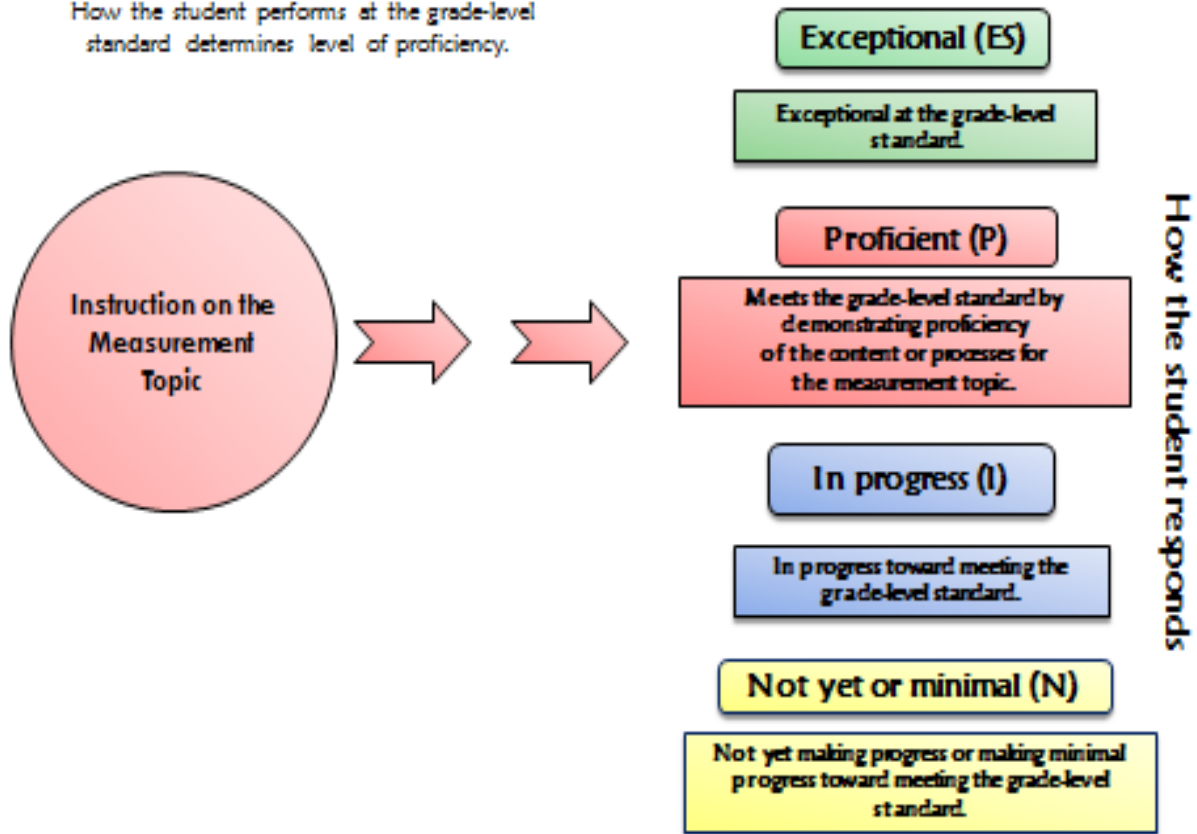 How the student performs at the grade-level
standard determines level of proficiency.
Instruction on the
Measurement
Topic
Exceptional (ES)
Exceptional at the grade-level
standard.
Proficient (P)
Meets the grade-level standard by
demonstrating proficiency
of the content or processes for
the measurement topic.
In progress (I)
In progress toward meeting the
grade-level standard.
Not yet or minimal (N)
Not yet making progress or making minimal
progress toward meeting the grade-level
standard.
How the student responds